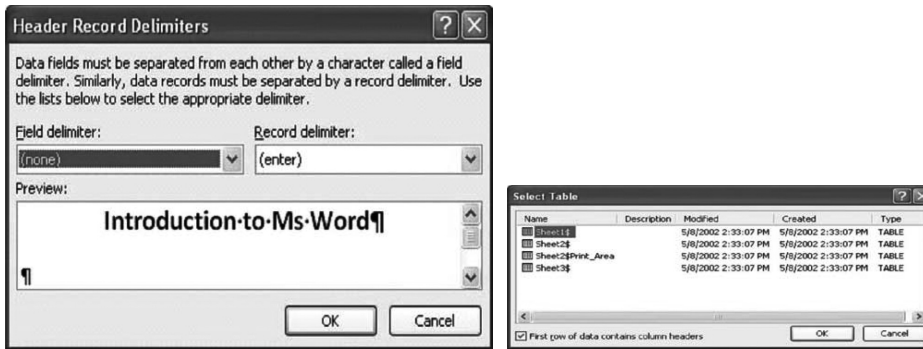 Header Record Delimiters
Data fields must be separated from each other by a character called a field
delimiter. Similarly, data records must be separated by a record delimiter. Use
the lists below to select the appropriate delimiter.
Field delimiter: Record delimiter:
(none) (enter)
Preview:
Introduction·to·Ms·Word¶
¶
OK Cancel
Select Table
Name Description Modified Created Type
Sheet1$ 5/8/2002 2:33:07 PM 5/8/2002 2:33:07 PM TABLE
Sheet2$ 5/8/2002 2:33:07 PM 5/8/2002 2:33:07 PM TABLE
Sheet2$Print_Area 5/8/2002 2:33:07 PM 5/8/2002 2:33:07 PM TABLE
Sheet3$ 5/8/2002 2:33:07 PM 5/8/2002 2:33:07 PM TABLE
First row of data contains column headers OK Cancel